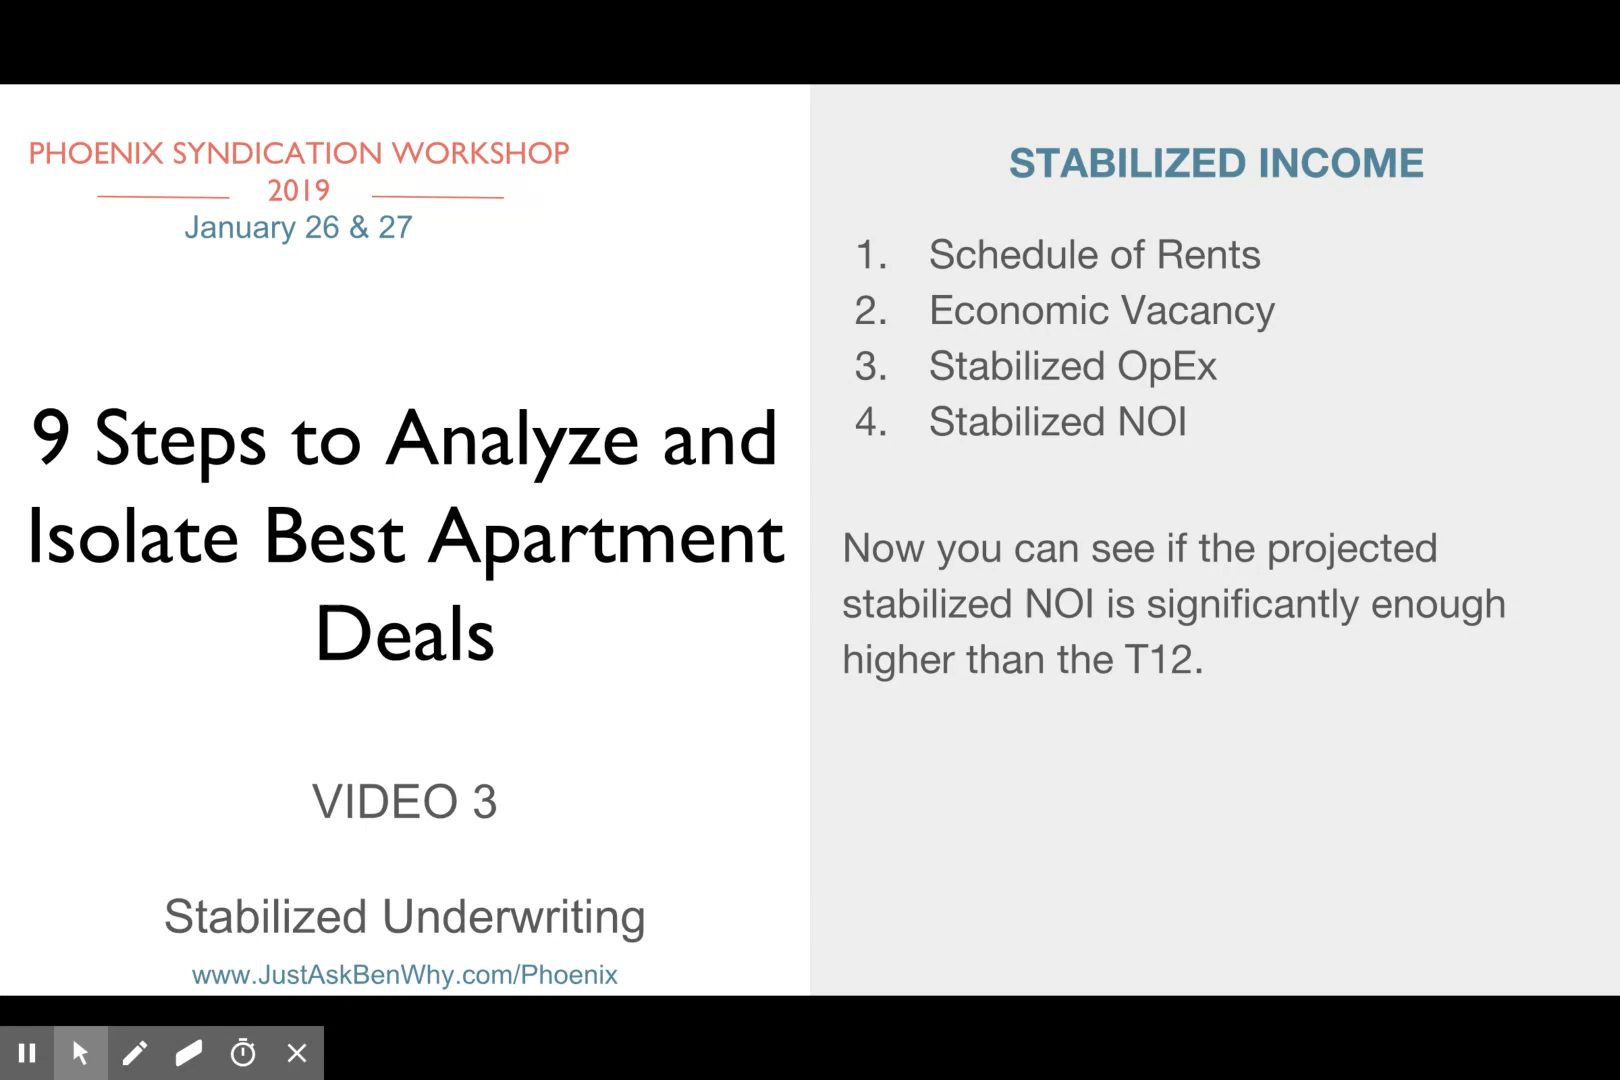 PHOENIX SYNDICATION WORKSHOP
2019
January 26 & 27
9 Steps to Analyze and
Isolate Best Apartment
Deals
VIDEO 3
Stabilized Underwriting
www.JustAskBenWhy.com/Phoenix
STABILIZED INCOME
1. Schedule of Rents
2. Economic Vacancy
3. Stabilized OpEx
4. Stabilized NOI
Now you can see if the projected
stabilized NOI is significantly enough
higher than the T12.